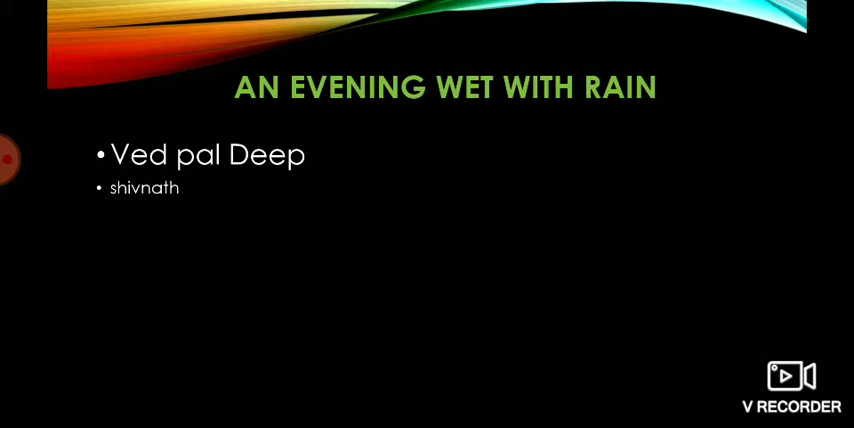 AN EVENING WET WITH RAIN
• Ved pal Deep
• shivnath
V RECORDER